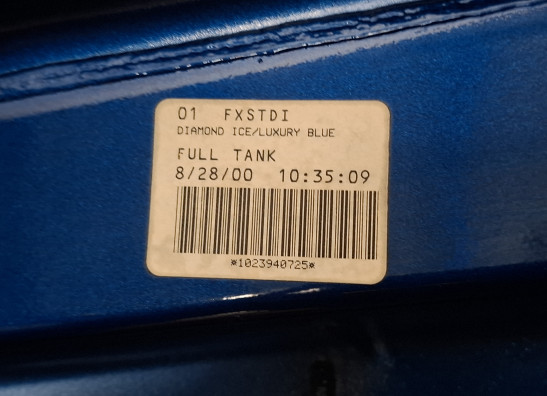 01 FXSTDI
DIAMOND ICE/LUXURY BLUE
FULL TANK
8/28/00 10:35:09
*1023940725*